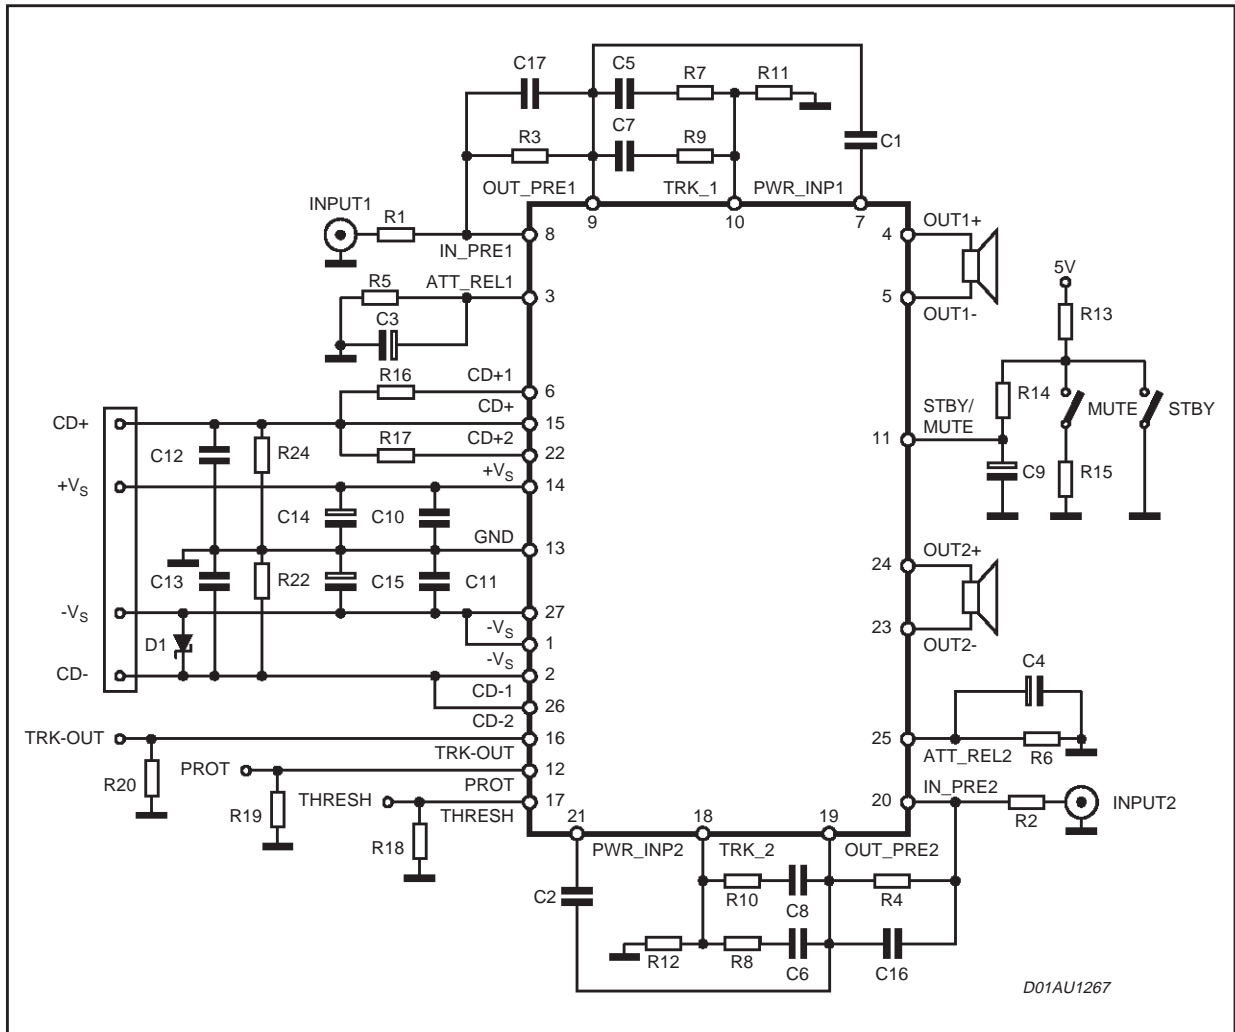 C17
C5
R7
R11
C7
R9
R3
C1
OUT_PRE1
TRK_1
PWR_INP1
INPUT1
R1
9
10
7
8
IN_PRE1
4
OUT1+
R5
ATT_REL1
3
C3
5
OUT1-
5V
R13
R16
CD+1
6
CD+
CD+
15
R14
MUTE
STBY
STBY/
MUTE
11
C12
R24
R17
CD+2
22
+VS
+VS
14
C9
R15
C14
C10
GND
13
OUT2+
24
C13
R22
C15
C11
-VS
27
-VS
1
23
OUT2-
D1
-VS
CD-
2
CD-1
26
CD-2
C4
TRK-OUT
16
TRK-OUT
25
ATT_REL2
R6
R20
PROT
12
PROT
IN_PRE2
R19
THRESH
17
THRESH
20
R2
INPUT2
R18
21
18
19
PWR_INP2
TRK_2
OUT_PRE2
C2
R10
C8
R4
R12
R8
C6
C16
D01AU1267